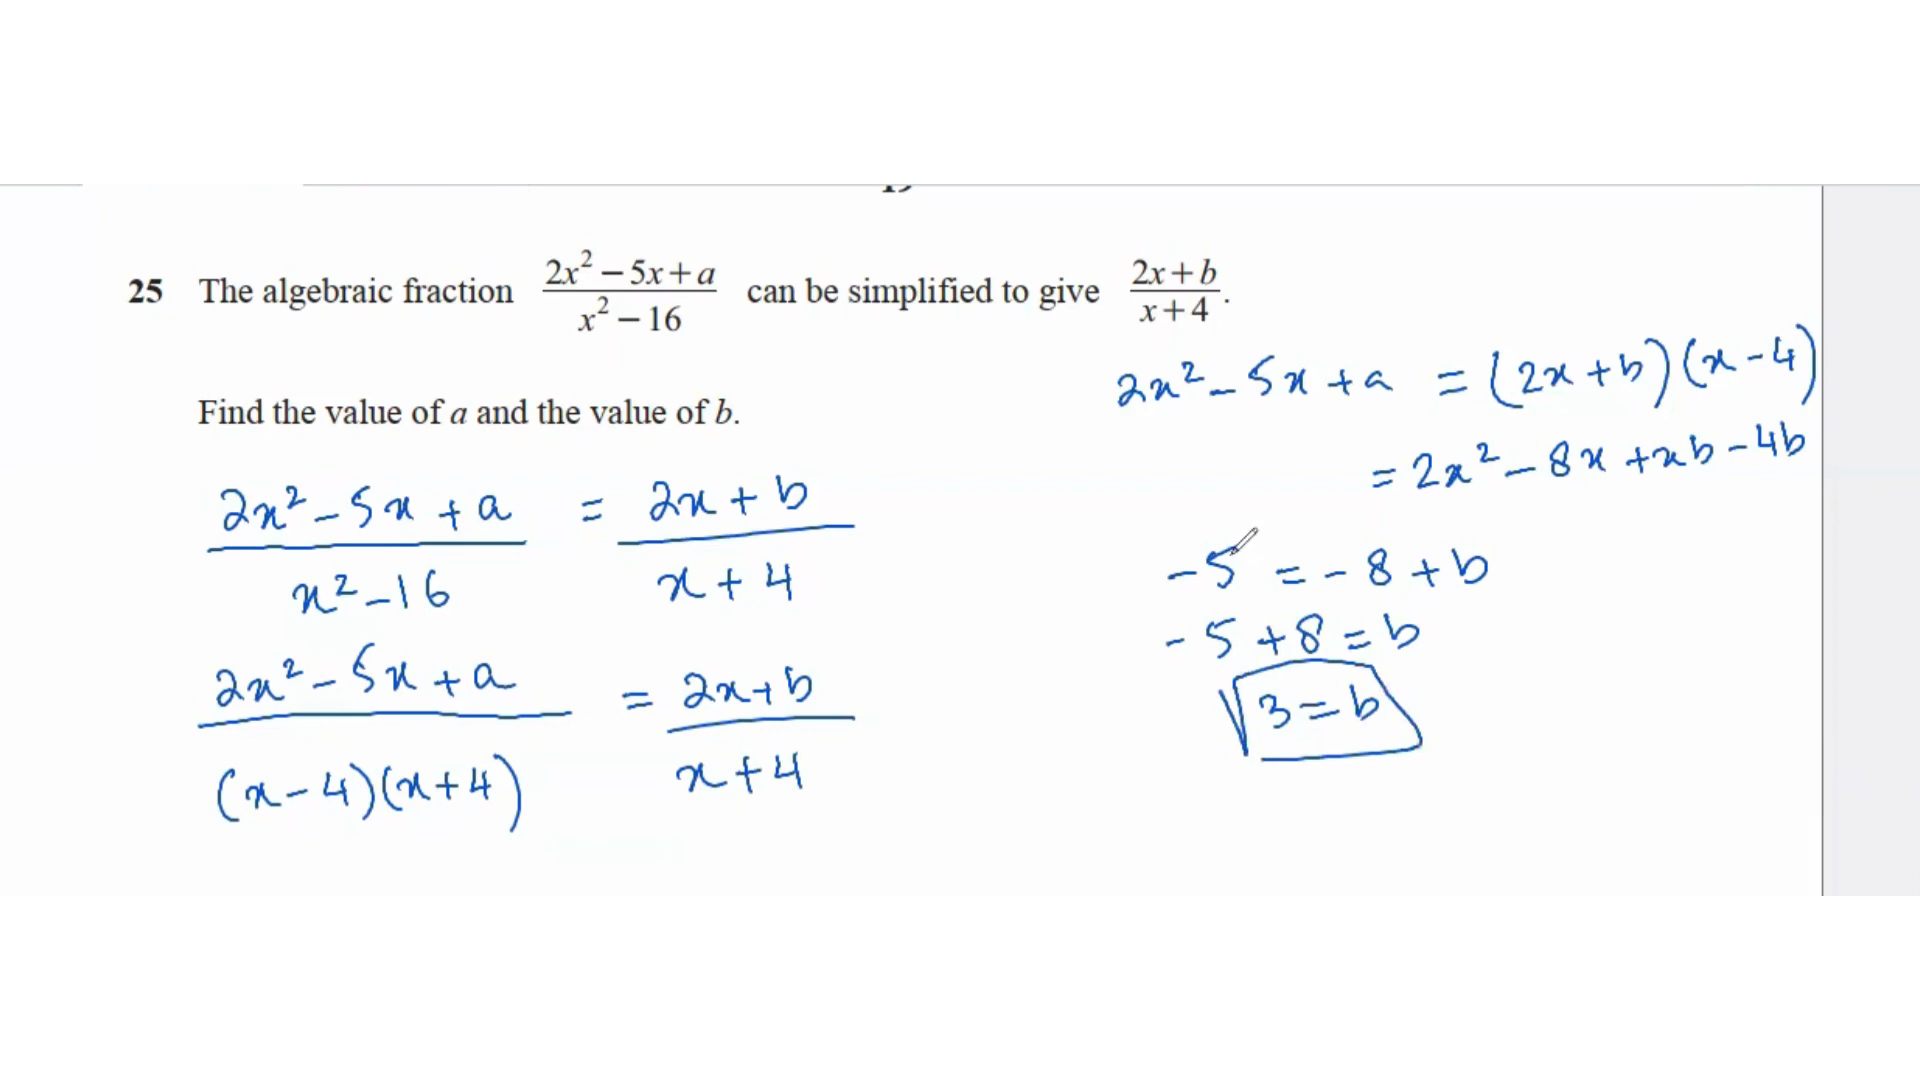 25 The algebraic fraction (2x² − 5x + a)/(x² − 16) can be simplified to give (2x + b)/(x + 4).
Find the value of a and the value of b.
(2x² − 5x + a)/(x² − 16) = (2x + b)/(x + 4)
(2x² − 5x + a)/((x − 4)(x + 4)) = (2x + b)/(x + 4)
2x² − 5x + a = (2x + b)(x − 4)
= 2x² − 8x + xb − 4b
−5 = −8 + b
−5 + 8 = b
3 = b